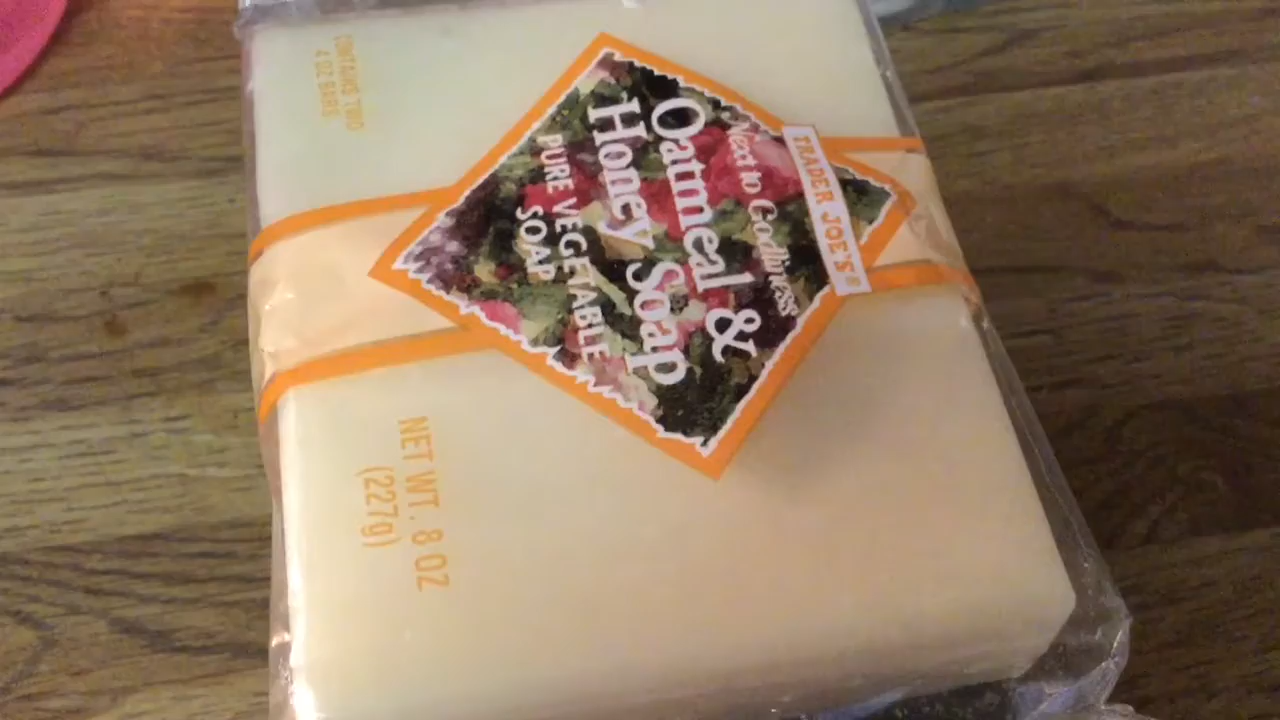 TRADER JOE'S®
Next to Godliness
Oatmeal &
Honey Soap
PURE VEGETABLE
SOAP
CONTAINS TWO
4 OZ BARS
NET WT. 8 OZ
(227g)